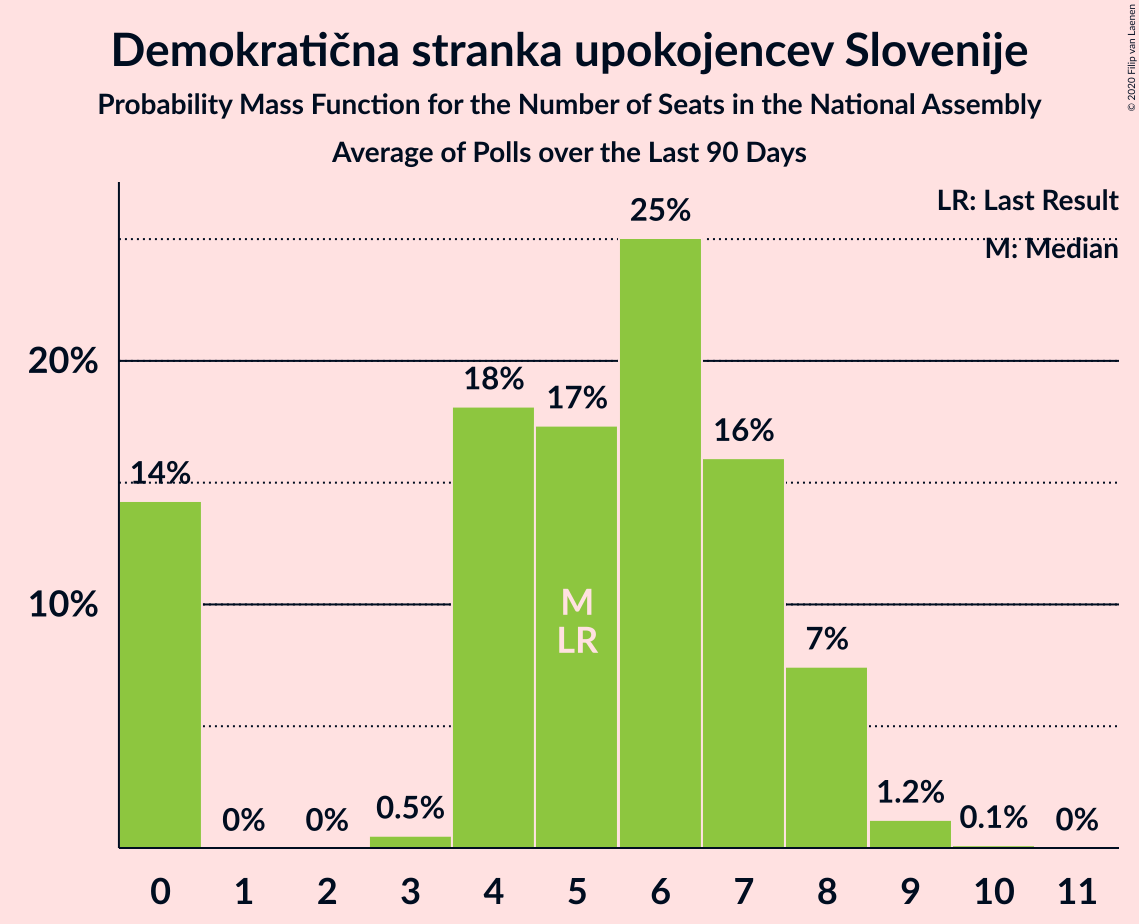 Demokratična stranka upokojencev Slovenije
Probability Mass Function for the Number of Seats in the National Assembly
Average of Polls over the Last 90 Days
© 2020 Filip van Laenen
LR: Last Result
M: Median
25%
20%
18%
17%
16%
14%
10%
M
LR
7%
0%
0%
0.5%
1.2%
0.1%
0%
0 1 2 3 4 5 6 7 8 9 10 11